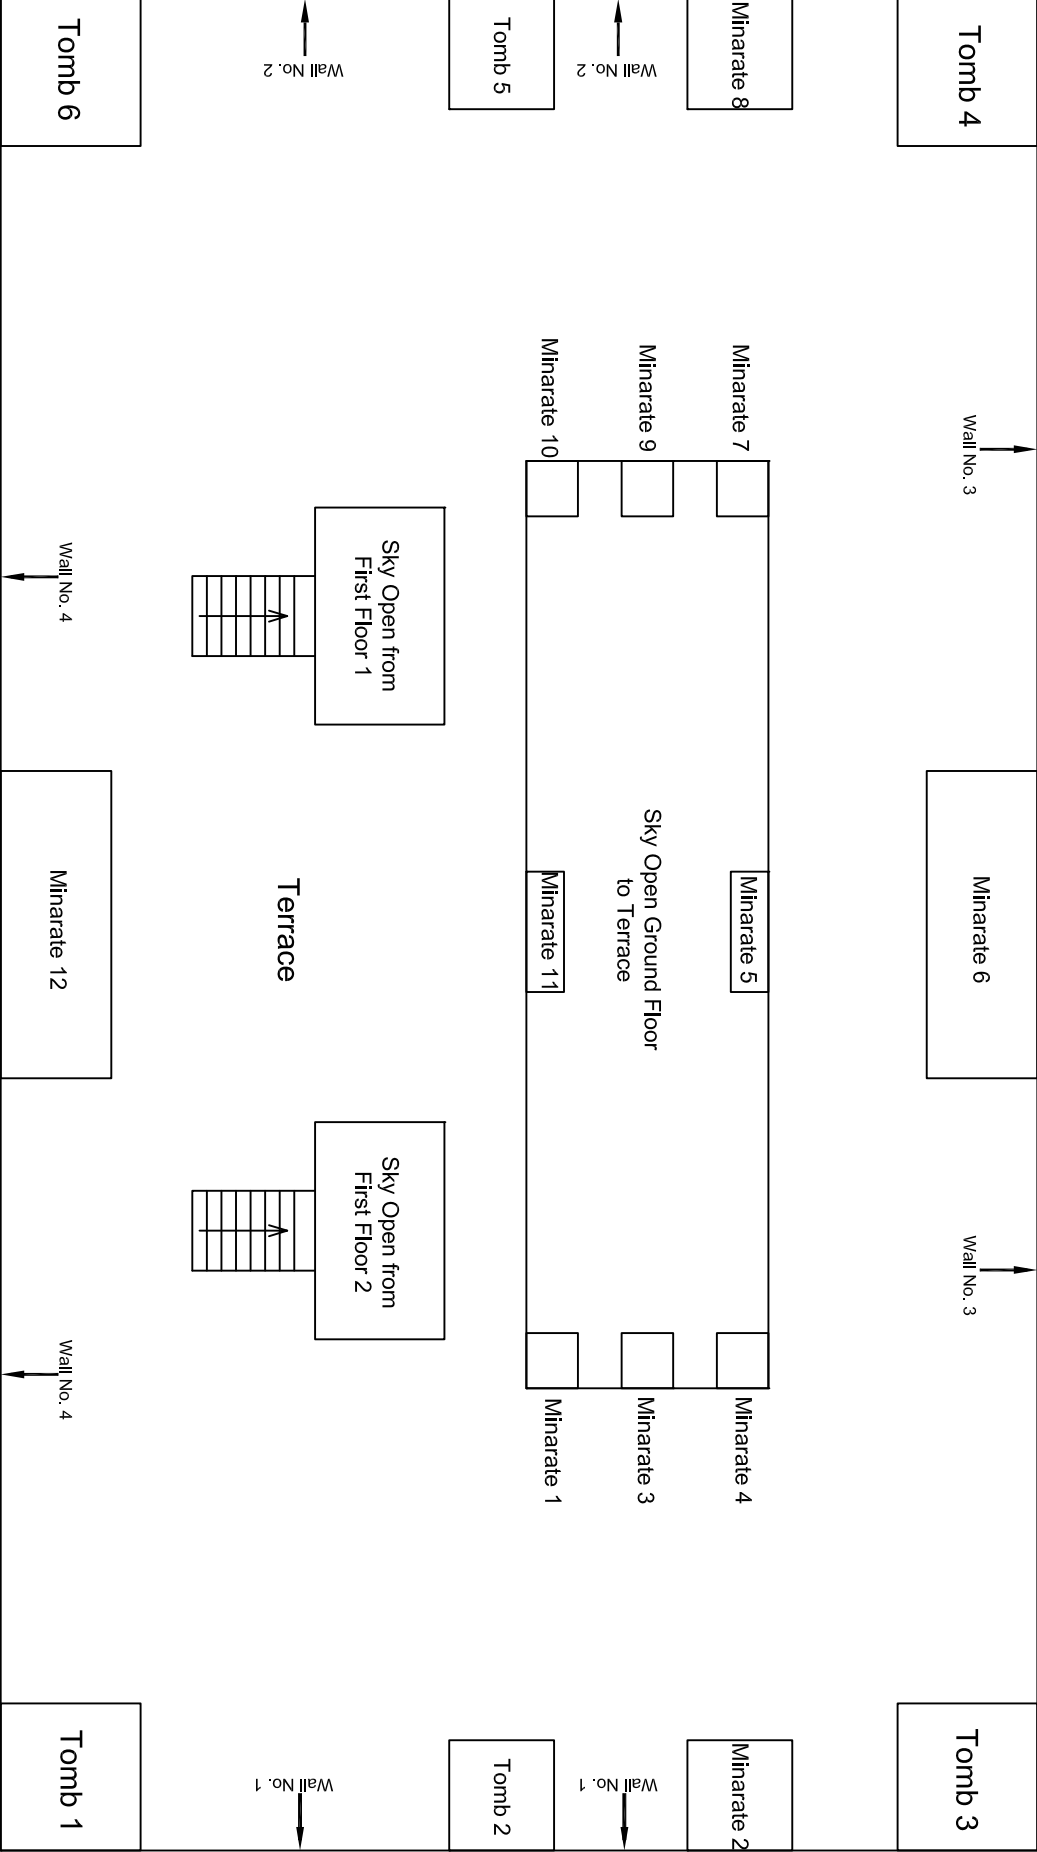 Tomb 6
Wall No. 2
Tomb 5
Wall No. 2
Minarate 8
Tomb 4
Minarate 10
Minarate 9
Minarate 7
Wall No. 3
Wall No. 4
Sky Open from
First Floor 1
Minarate 12
Terrace
Minarate 11
Sky Open Ground Floor
to Terrace
Minarate 5
Minarate 6
Sky Open from
First Floor 2
Wall No. 3
Wall No. 4
Minarate 1
Minarate 3
Minarate 4
Tomb 1
Wall No. 1
Tomb 2
Wall No. 1
Minarate 2
Tomb 3